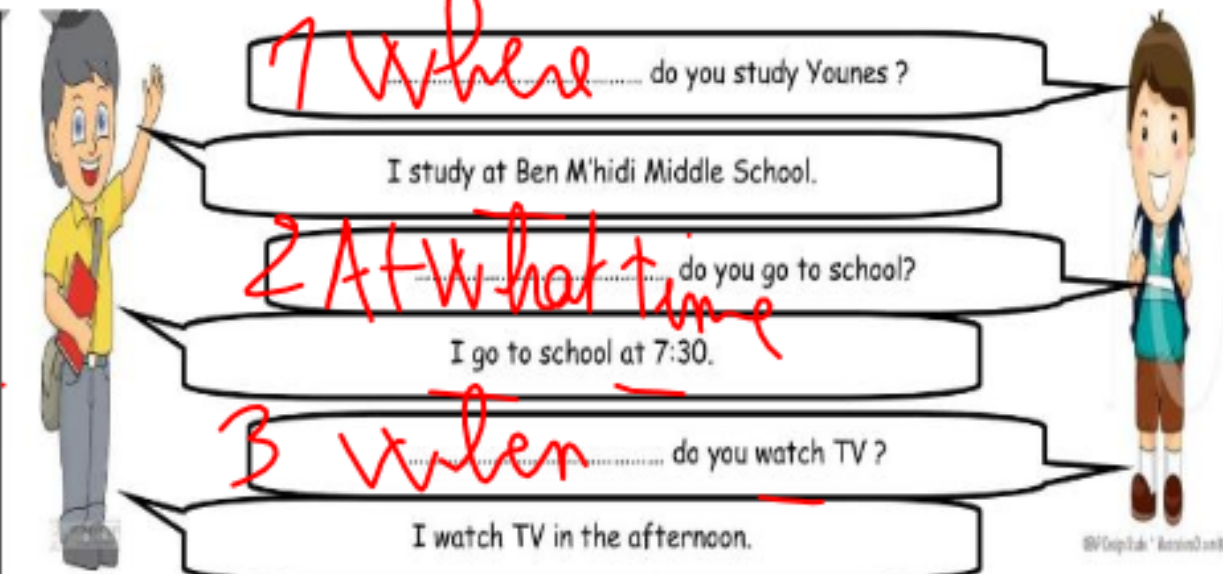 1 Where ........................ do you study Younes ?
I study at Ben M'hidi Middle School.
2 At what time ........................ do you go to school?
I go to school at 7:30.
3 When ........................ do you watch TV ?
I watch TV in the afternoon.